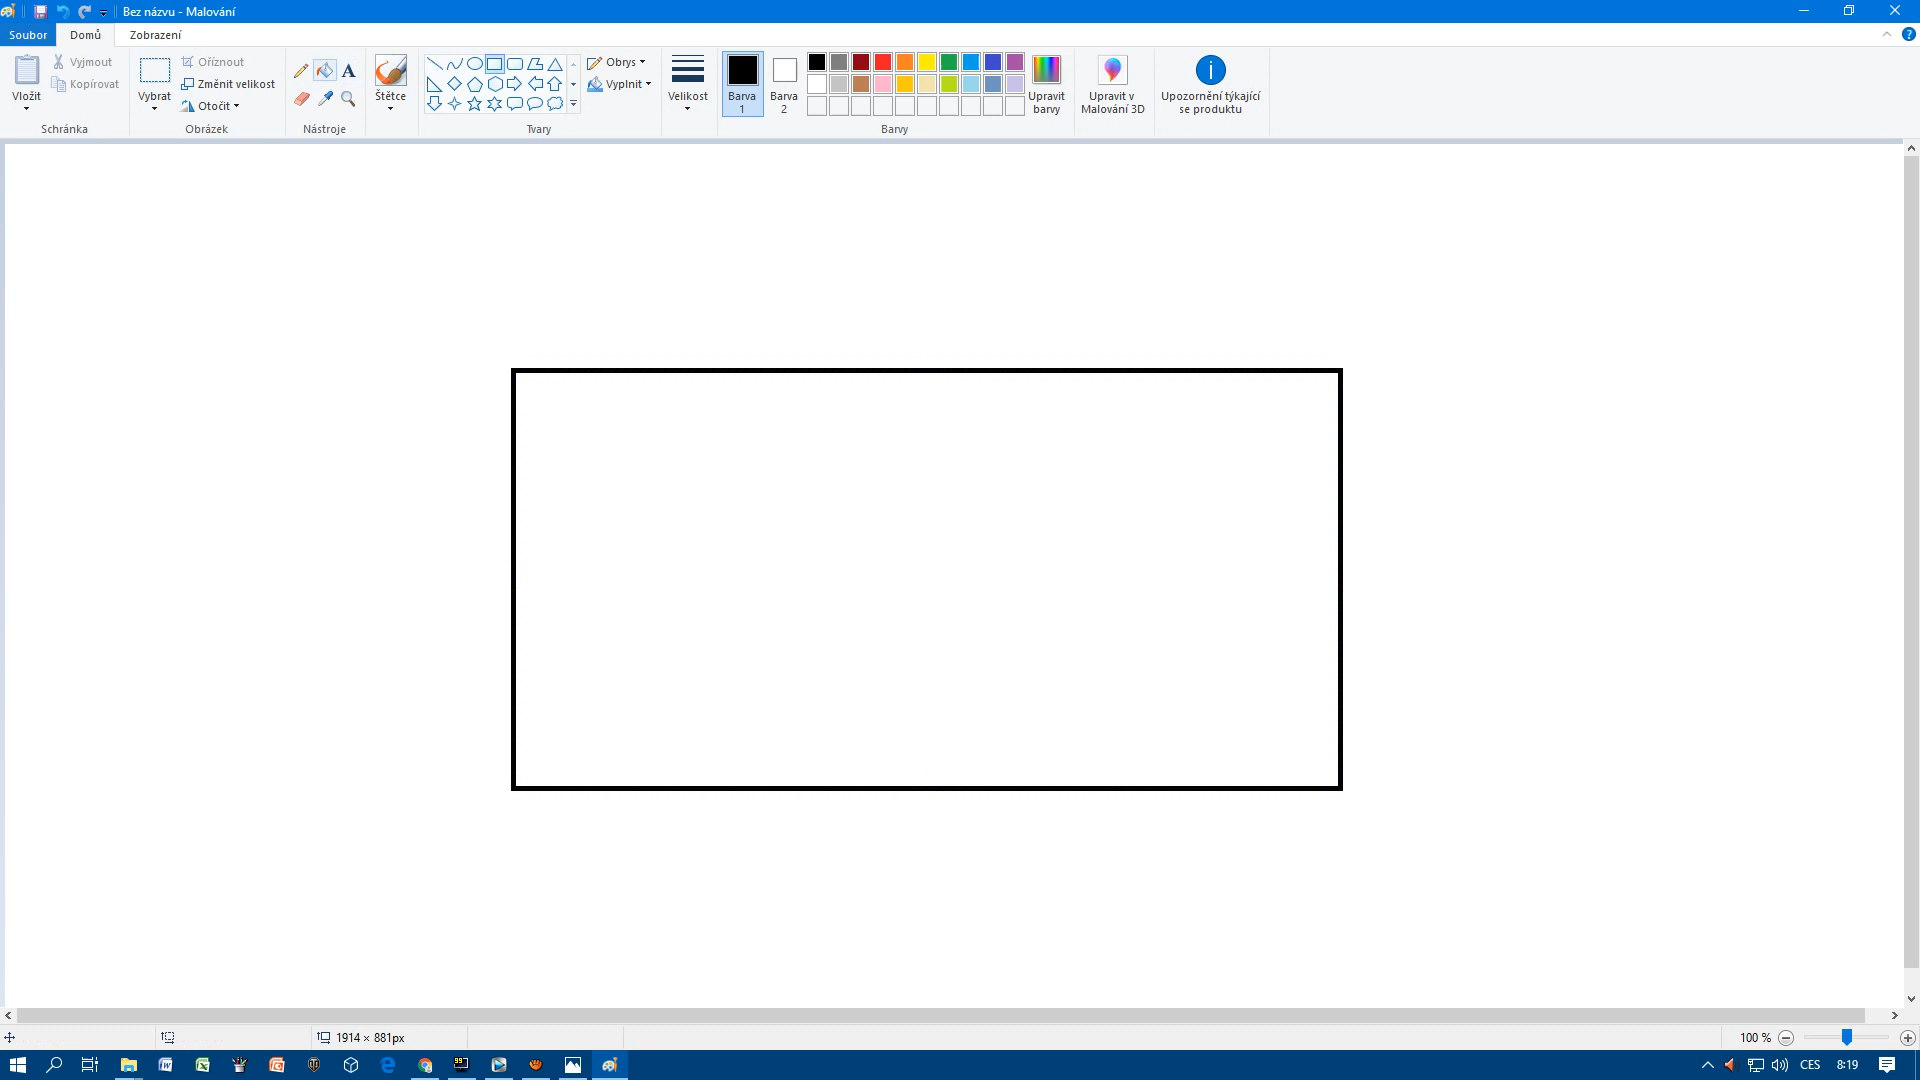 Bez názvu - Malování
Soubor Domů Zobrazení
Vložit
Vyjmout
Kopírovat
Schránka
Vybrat
Oříznout
Změnit velikost
Otočit
Obrázek
A
Nástroje
Štětce
Obrys
Vyplnit
Tvary
Velikost
Barva
1
Barva
2
Upravit
barvy
Barvy
Upravit v
Malování 3D
Upozornění týkající
se produktu
1914 × 881px
100 %
CES 8:19